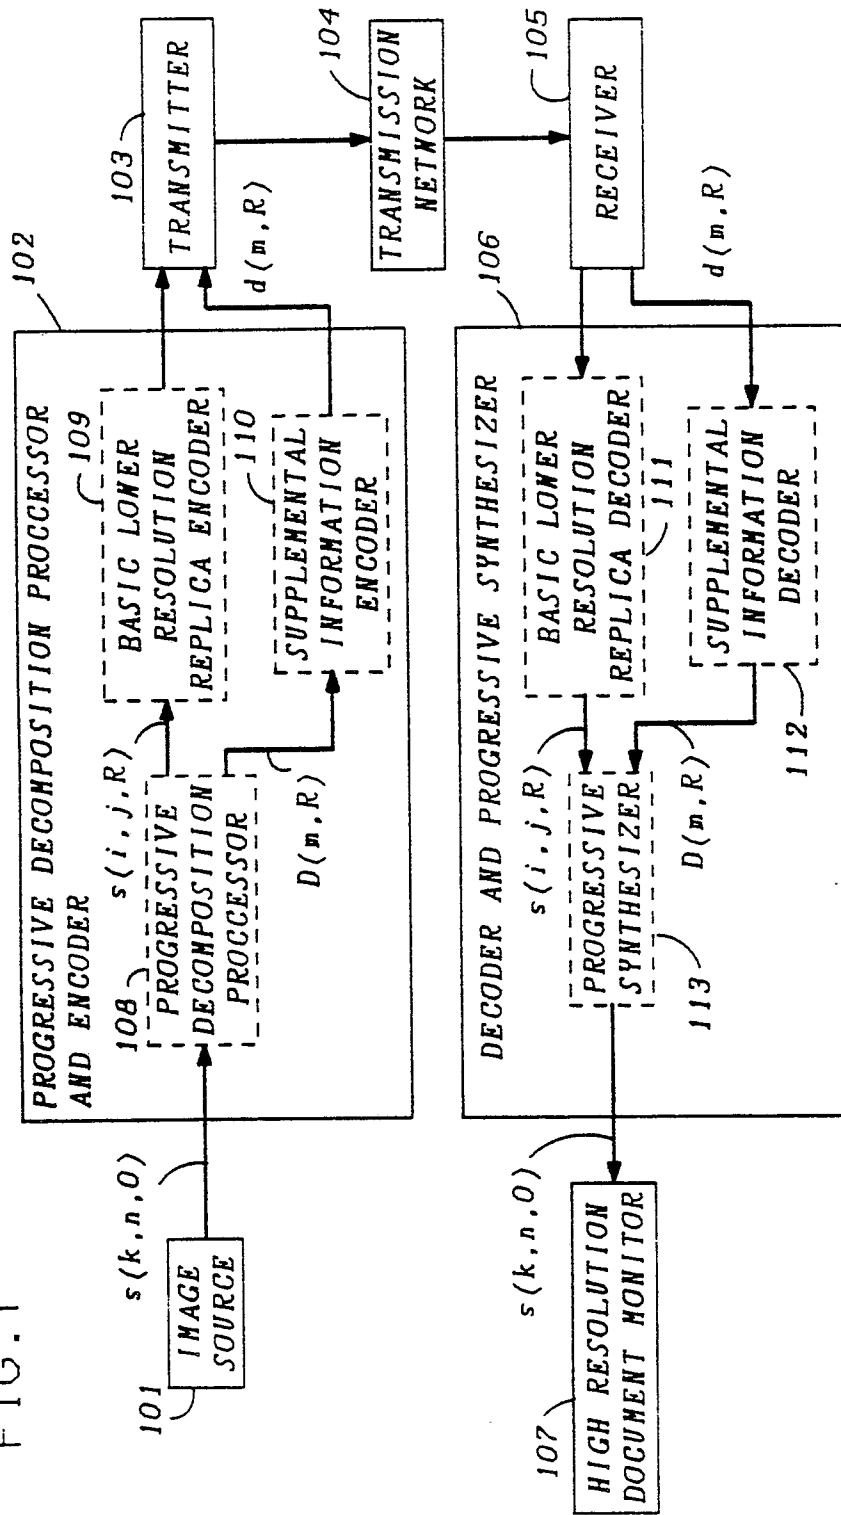 FIG. 1
PROGRESSIVE DECOMPOSITION PROCCESSOR
AND ENCODER
102
101
IMAGE
SOURCE
s(k,n,0)
108
PROGRESSIVE
DECOMPOSITION
PROCCESSOR
s(i,j,R)
D(m,R)
109
BASIC LOWER
RESOLUTION
REPLICA ENCODER
110
SUPPLEMENTAL
INFORMATION
ENCODER
d(m,R)
103
TRANSMITTER
104
TRANSMISSION
NETWORK
105
RECEIVER
d(m,R)
106
DECODER AND PROGRESSIVE SYNTHESIZER
BASIC LOWER
RESOLUTION
REPLICA DECODER
111
SUPPLEMENTAL
INFORMATION
DECODER
112
s(i,j,R)
D(m,R)
PROGRESSIVE
SYNTHESIZER
113
s(k,n,0)
107
HIGH RESOLUTION
DOCUMENT MONITOR